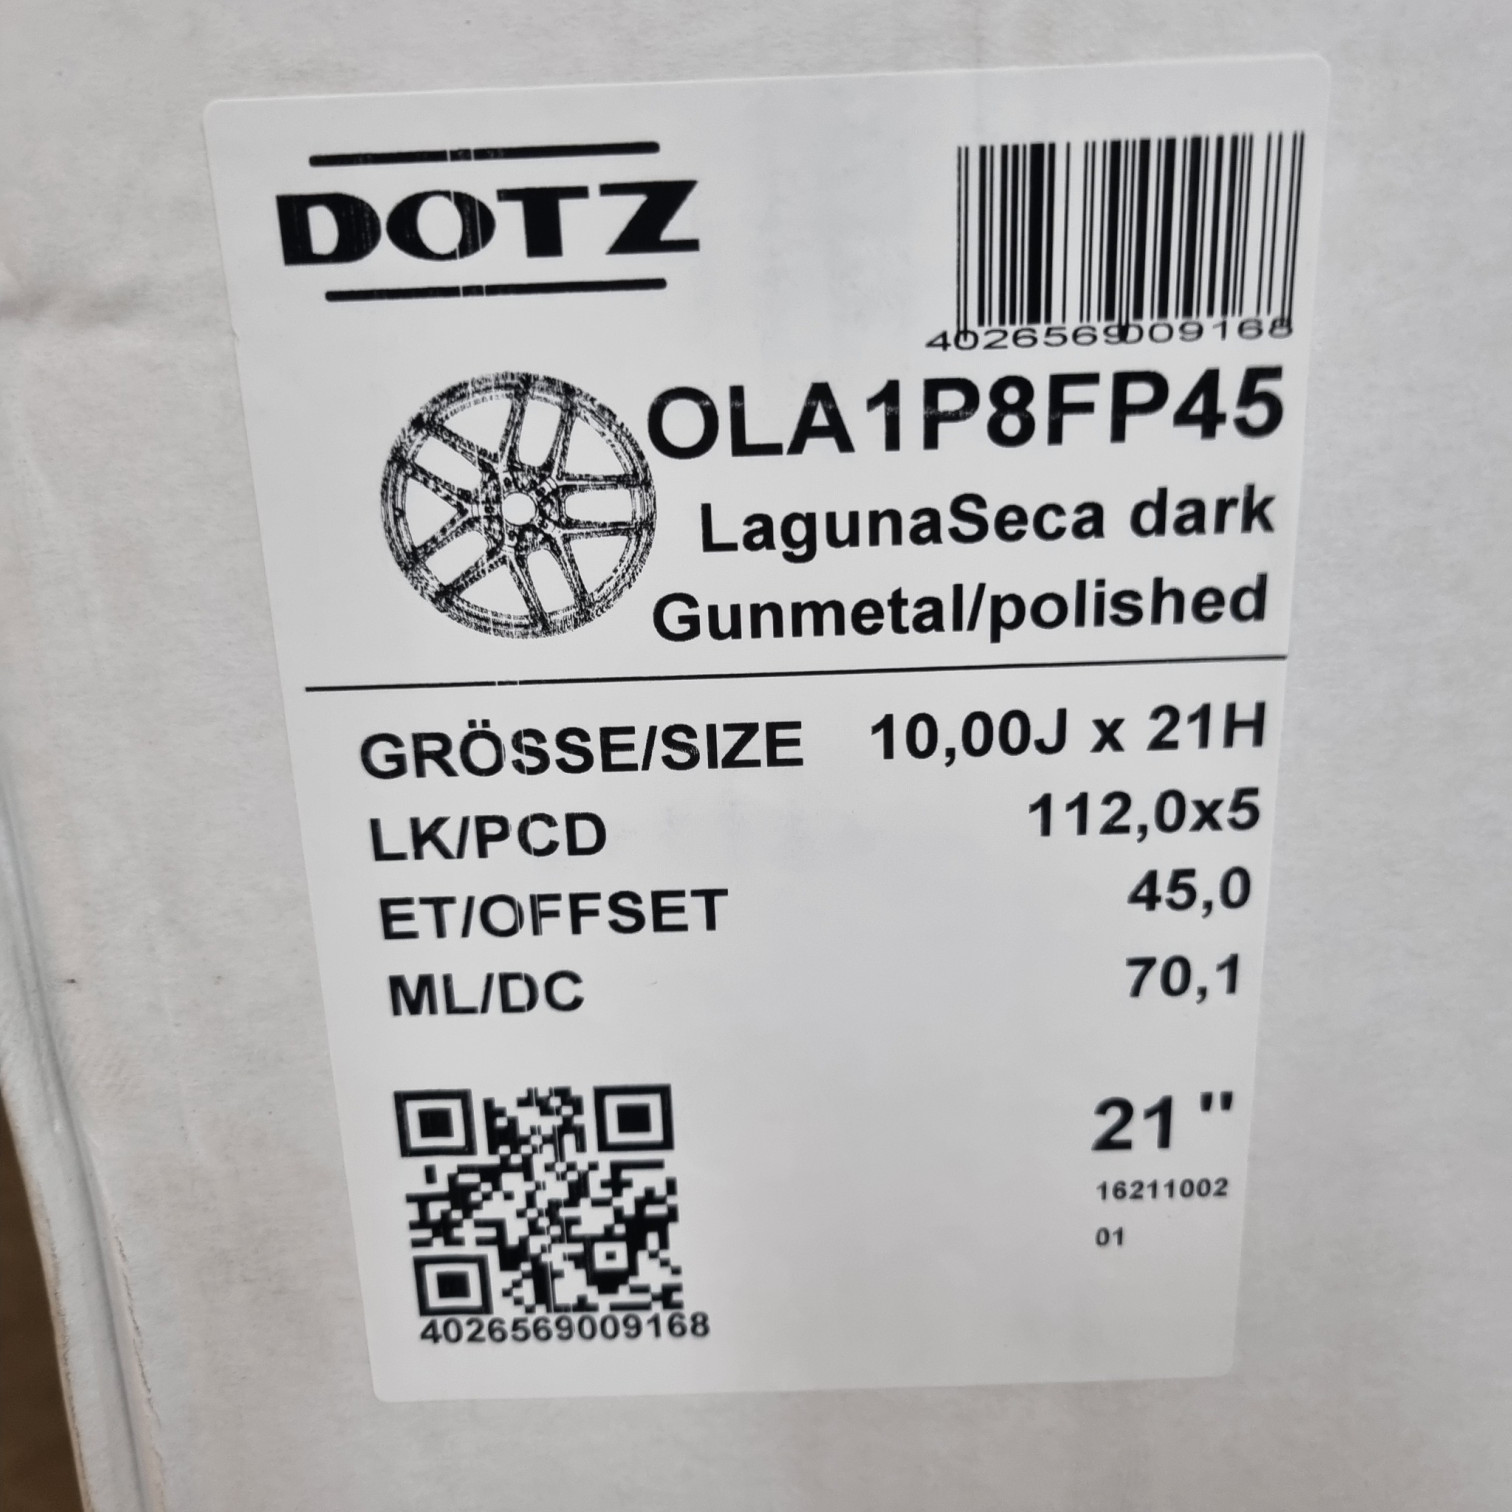 DOTZ
4026569009168
OLA1P8FP45
LagunaSeca dark
Gunmetal/polished
GRÖSSE/SIZE 10,00J x 21H
LK/PCD 112,0x5
ET/OFFSET 45,0
ML/DC 70,1
21 "
16211002
01
4026569009168